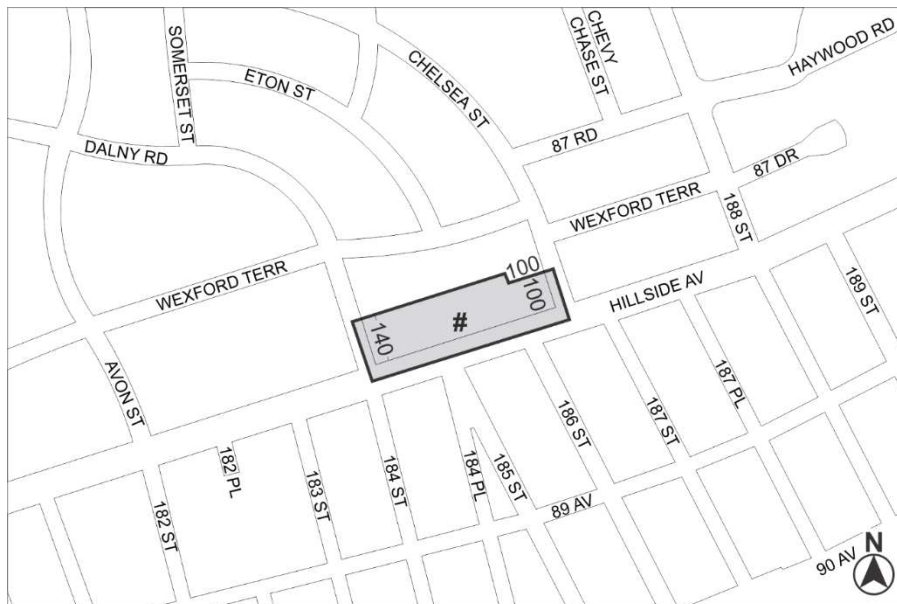 SOMERSET ST
ETON ST
CHELSEA ST
CHEVY
CHASE ST
HAYWOOD RD
DALNY RD
87 RD
87 DR
WEXFORD TERR
188 ST
WEXFORD TERR
100
100
HILLSIDE AV
189 ST
#
140
AVON ST
187 PL
186 ST
187 ST
182 PL
183 ST
184 ST
184 PL
185 ST
182 ST
89 AV
90 AV
N